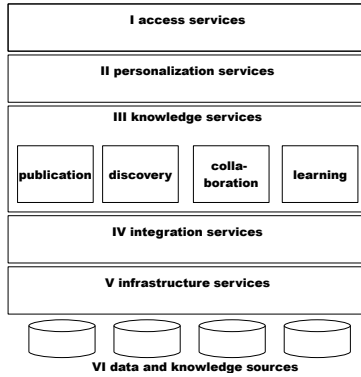 I access services
II personalization services
III knowledge services
publication
discovery
colla-
boration
learning
IV integration services
V infrastructure services
VI data and knowledge sources